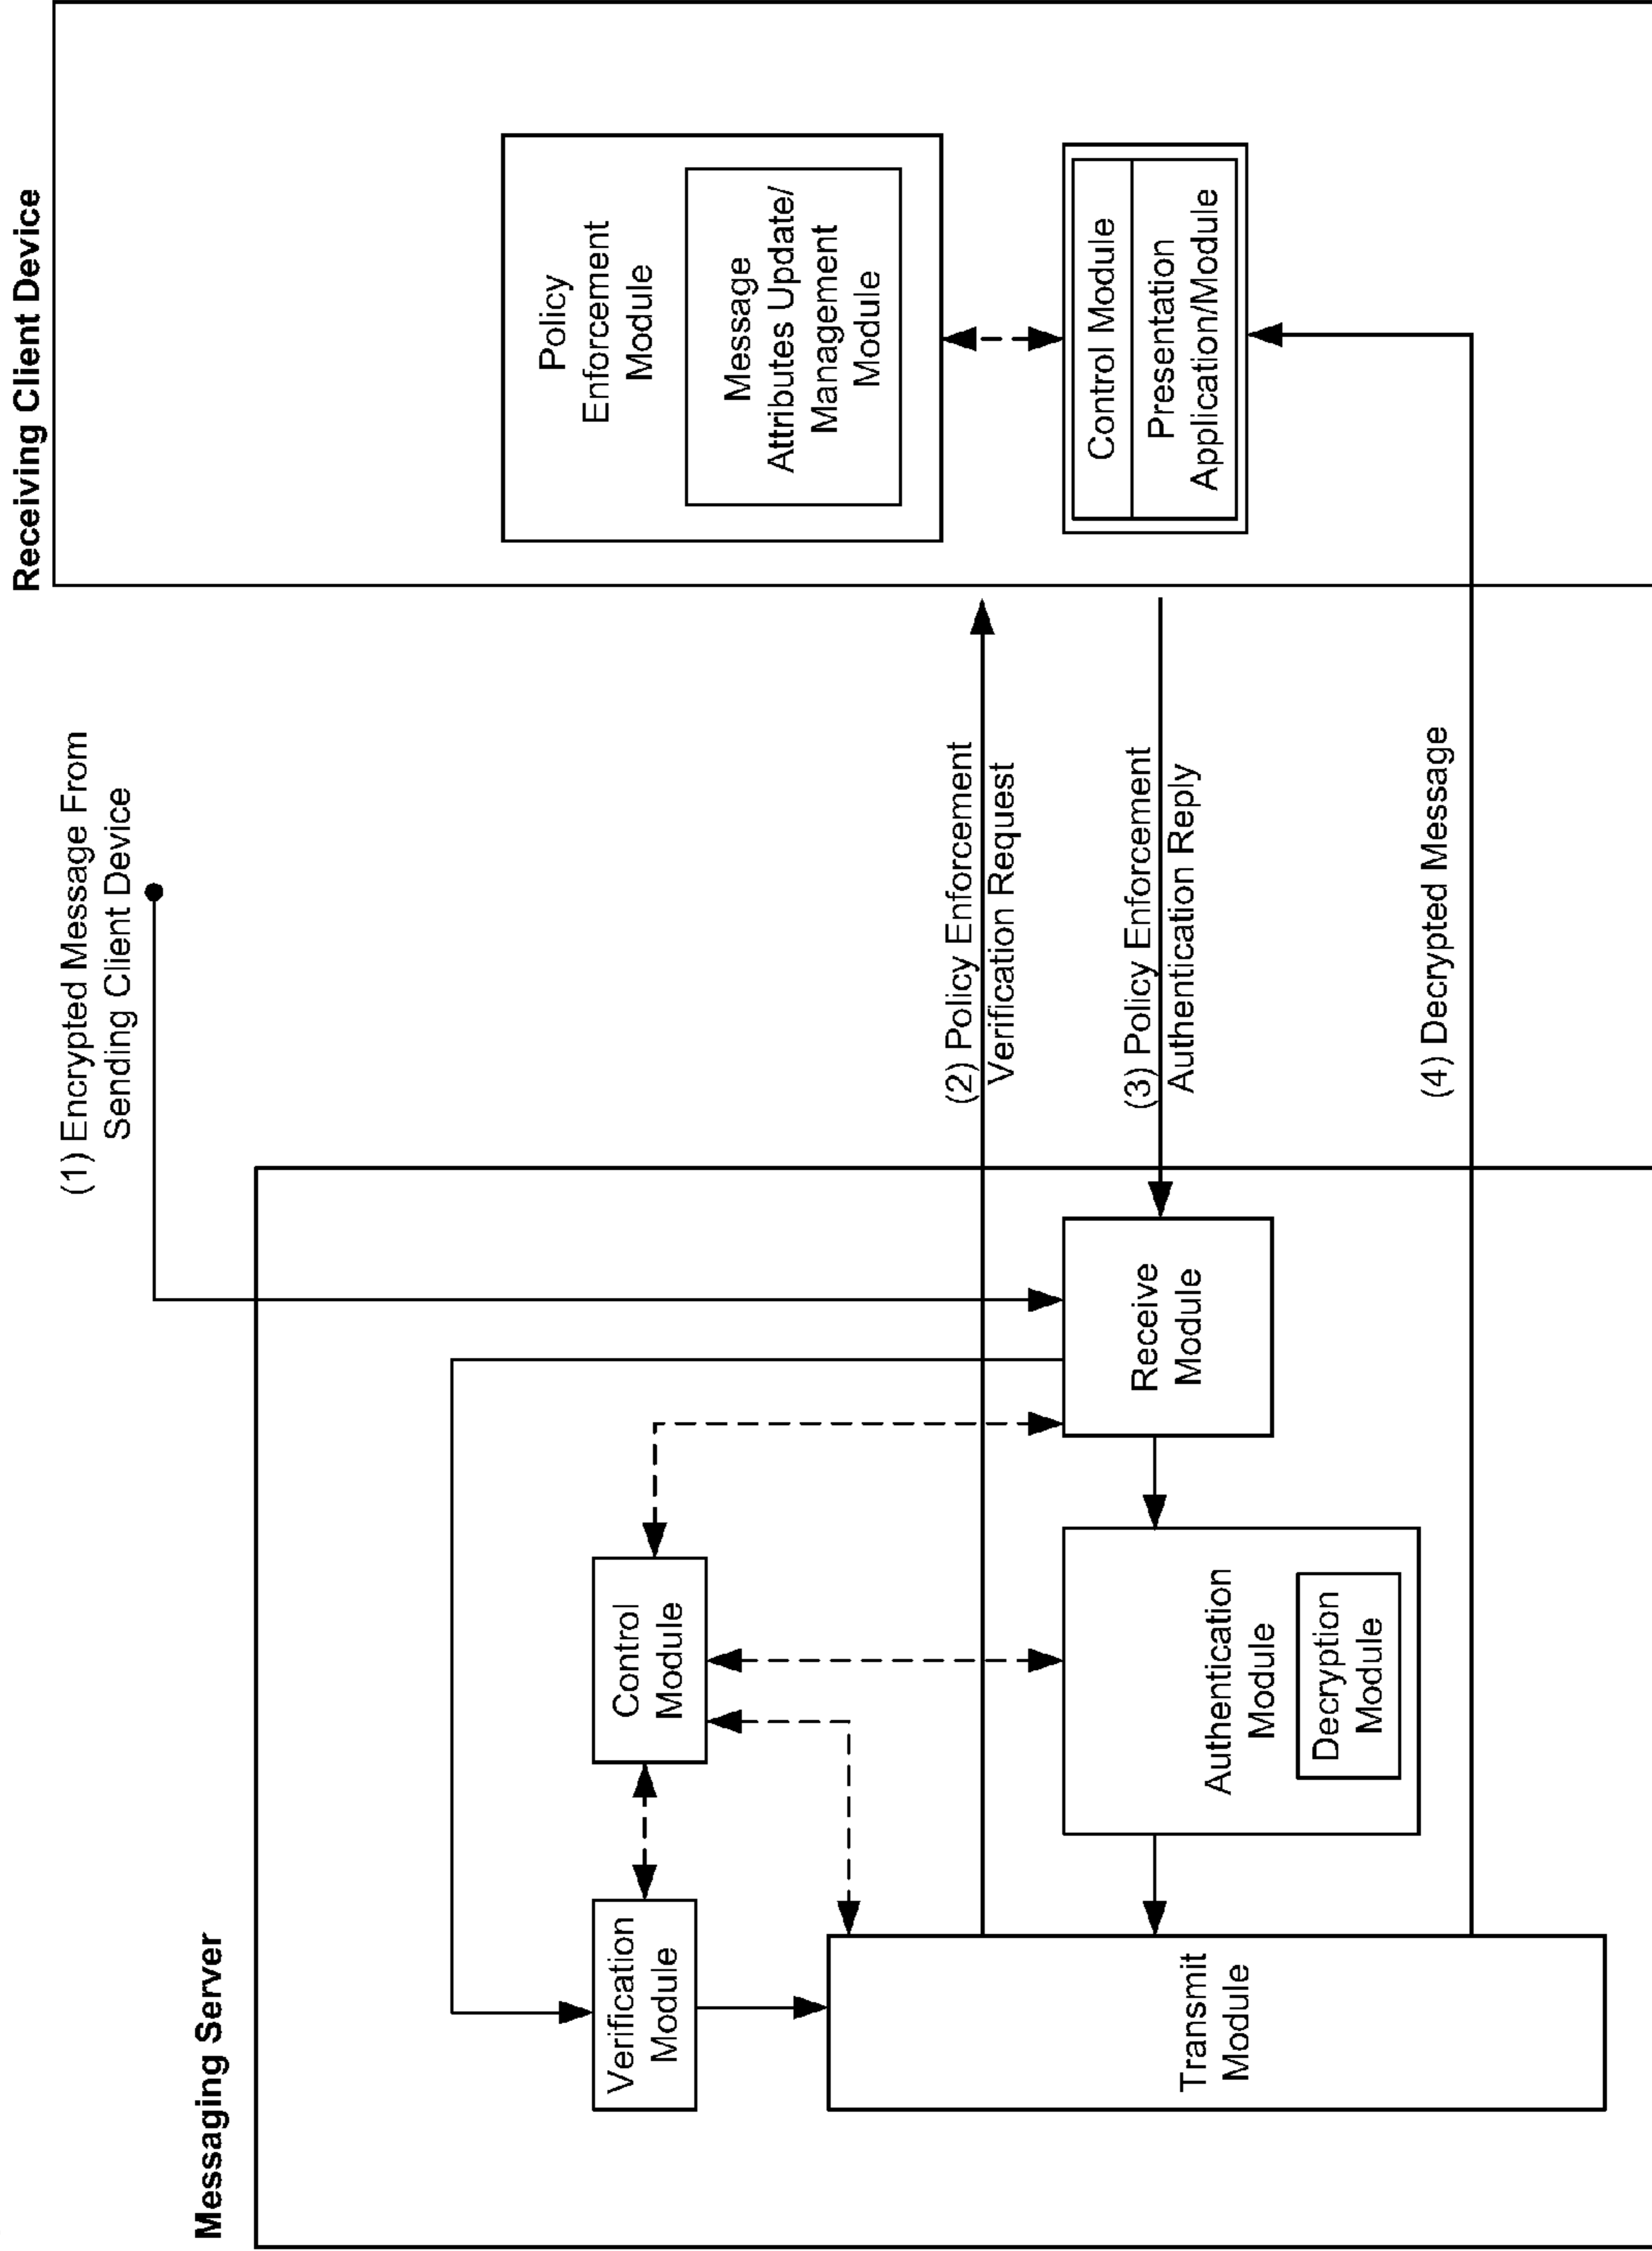 Messaging Server
Receiving Client Device
(1) Encrypted Message From
Sending Client Device
Verification
Module
Control
Module
Policy
Enforcement
Module
Message
Attributes Update/
Management
Module
(2) Policy Enforcement
Verification Request
Transmit
Module
Authentication
Module
Decryption
Module
Receive
Module
(3) Policy Enforcement
Authentication Reply
Control Module
Presentation
Application/Module
(4) Decrypted Message